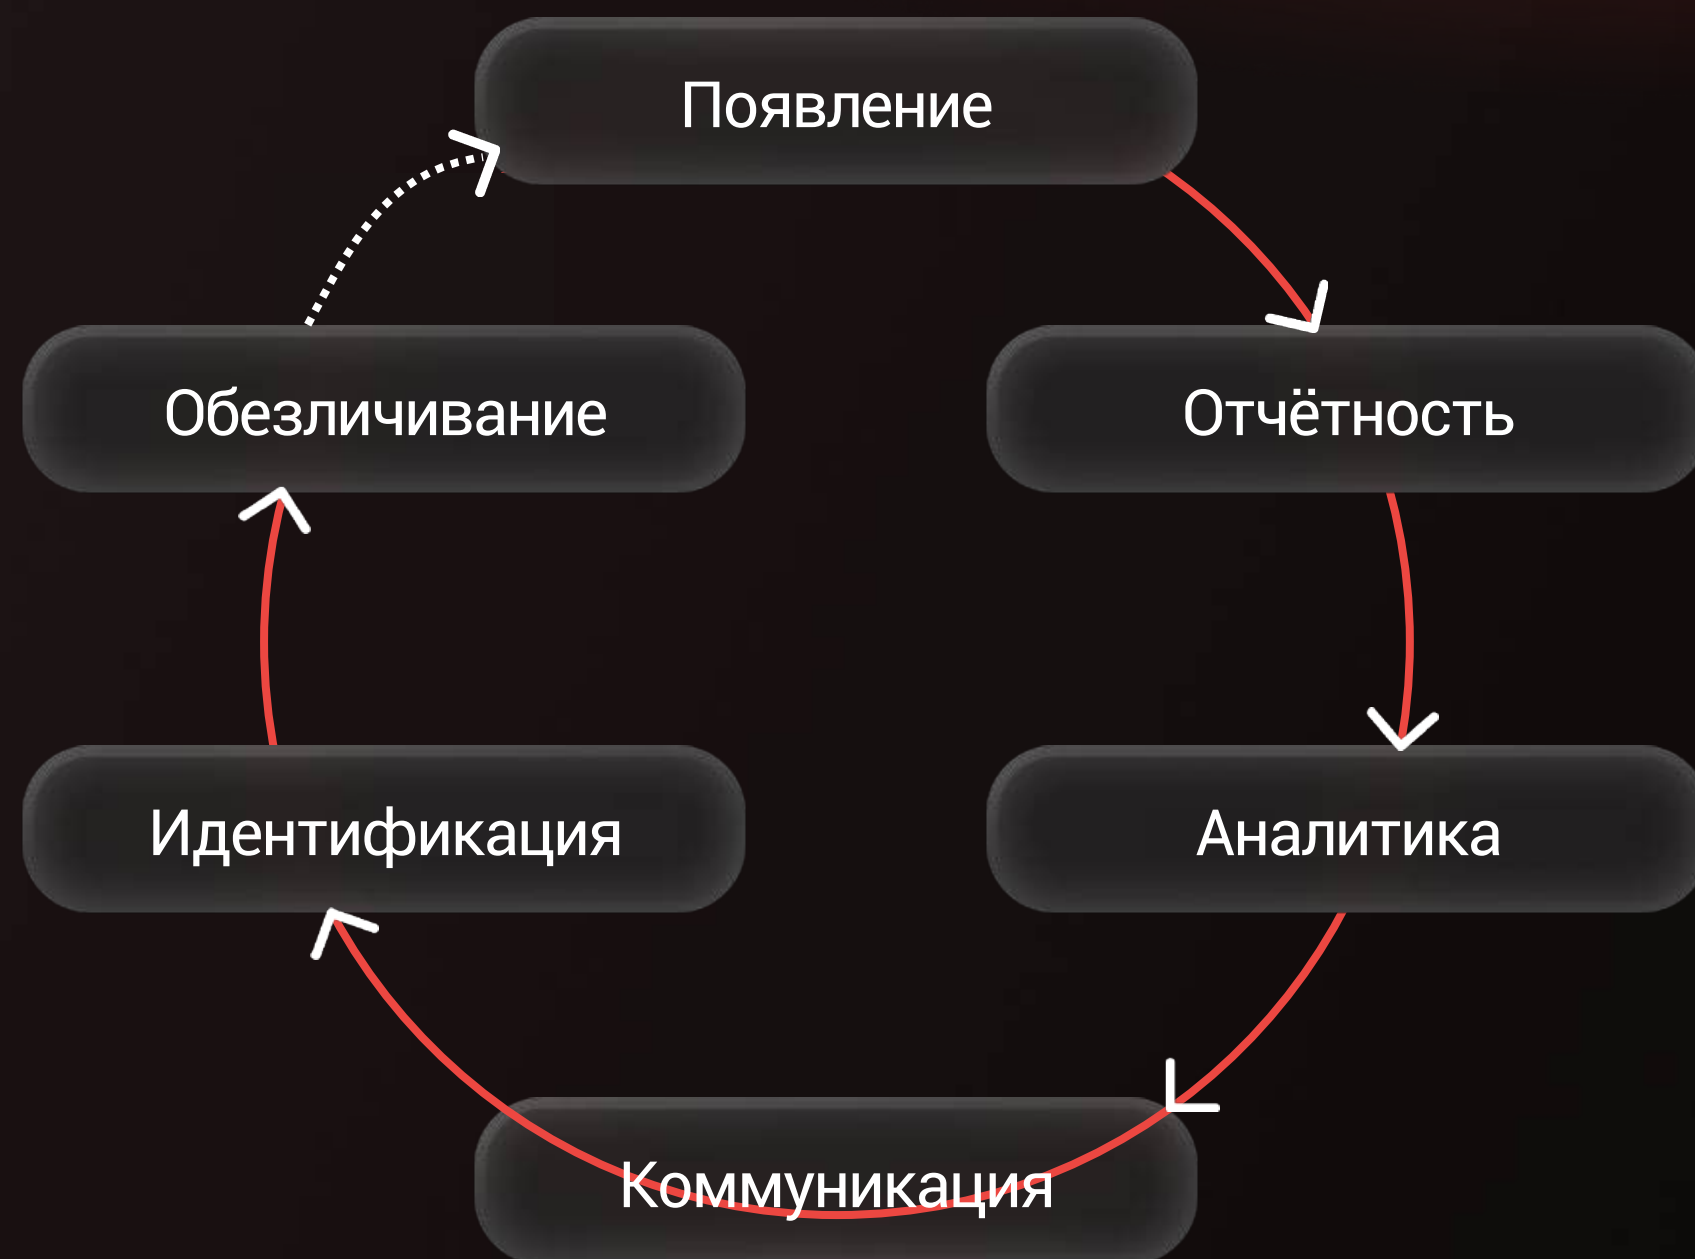 Появление
Обезличивание
Отчётность
Идентификация
Аналитика
Коммуникация